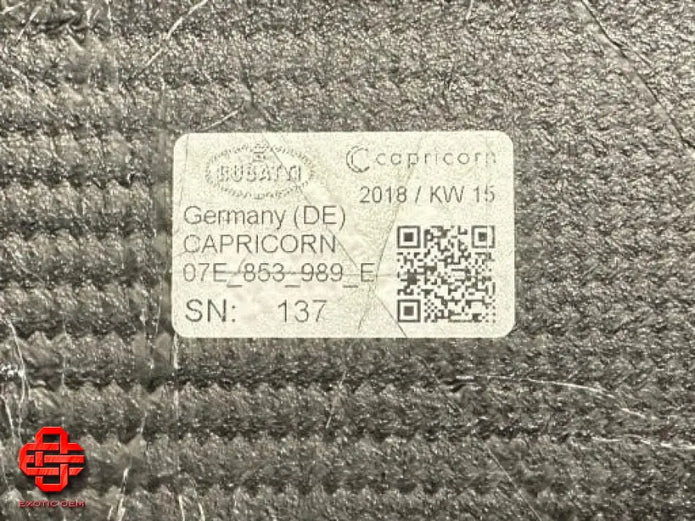 BUGATTI
capricorn
2018 / KW 15
Germany (DE)
CAPRICORN
07E_853_989_E
SN: 137
EXOTIC OEM